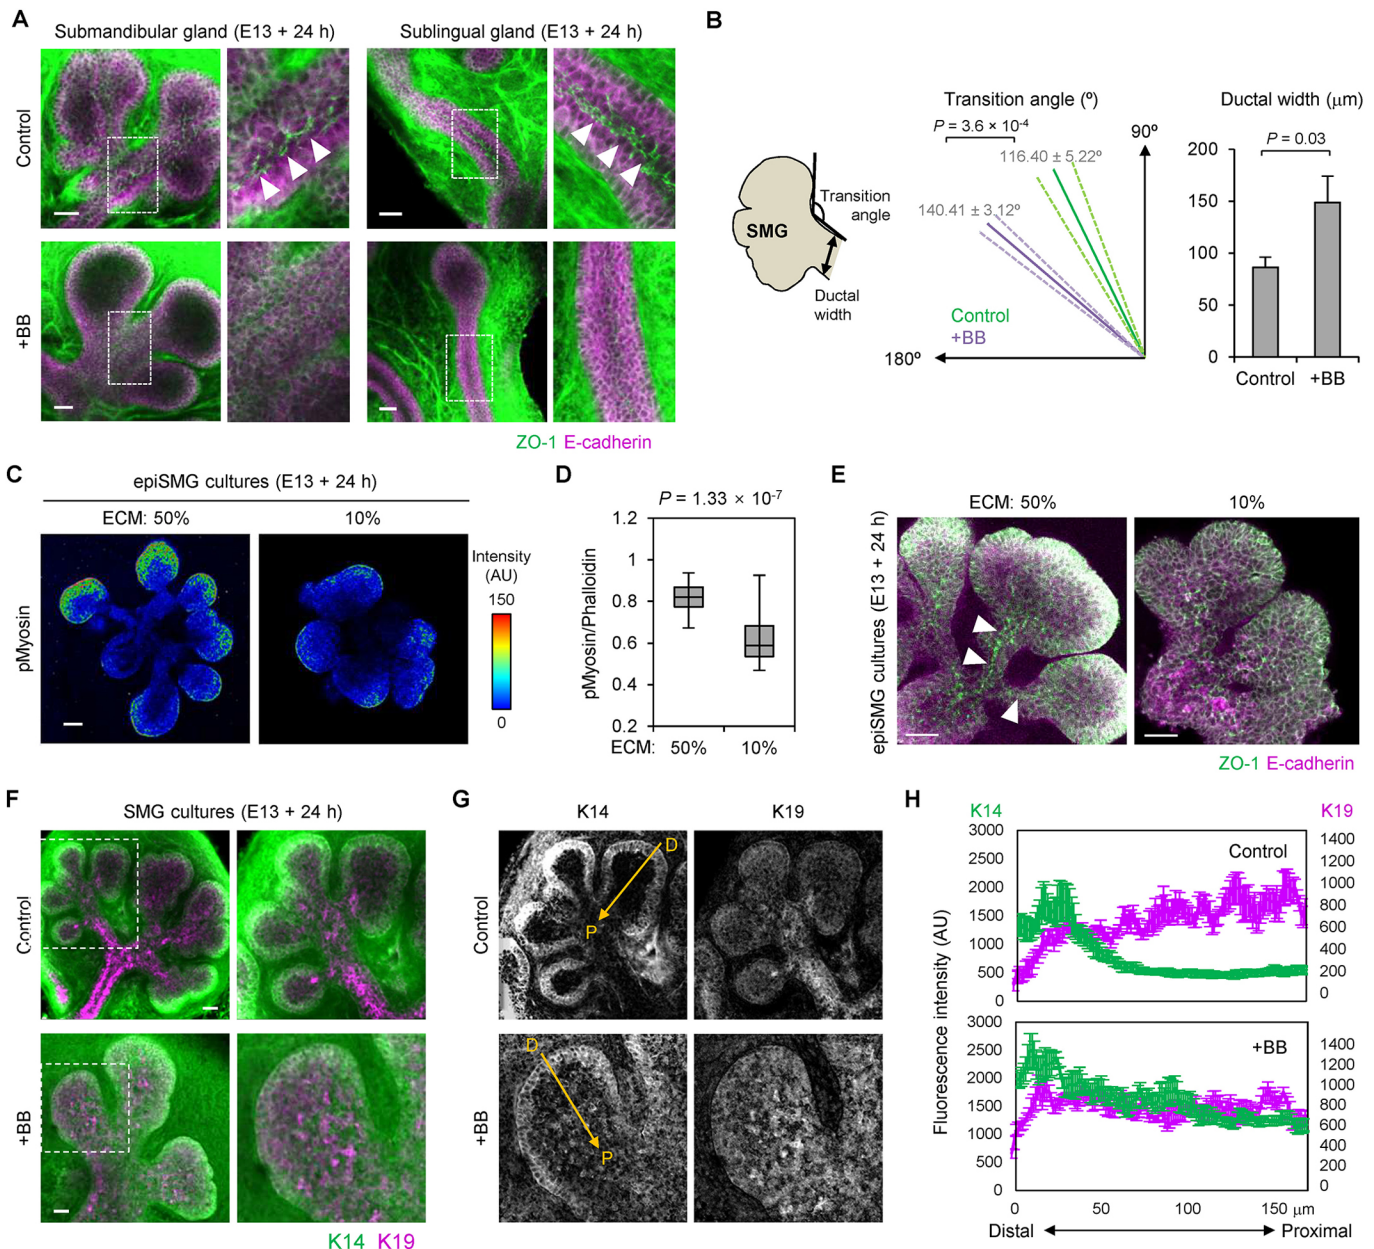 A
Submandibular gland (E13 + 24 h)
Sublingual gland (E13 + 24 h)
Control
+BB
ZO-1 E-cadherin
B
SMG
Transition
angle
Ductal
width
Transition angle (º)
P = 3.6 × 10-4
90º
116.40 ± 5.22º
140.41 ± 3.12º
Control
+BB
180º
Ductal width (μm)
P = 0.03
200
150
100
50
0
Control
+BB
C
epiSMG cultures (E13 + 24 h)
ECM: 50%
10%
pMyosin
Intensity
(AU)
150
0
D
P = 1.33 × 10-7
pMyosin/Phalloidin
1.2
1
0.8
0.6
0.4
0.2
ECM: 50% 10%
E
ECM: 50%
10%
epiSMG cultures (E13 + 24 h)
ZO-1 E-cadherin
F
SMG cultures (E13 + 24 h)
Control
+BB
K14 K19
G
K14
K19
Control
D
P
+BB
D
P
H
K14
K19
Fluorescence intensity (AU)
3000
2500
2000
1500
1000
500
0
Control
1400
1200
1000
800
600
400
200
0
3000
2500
2000
1500
1000
500
0
+BB
1400
1200
1000
800
600
400
200
0
0 50 100 150 μm
Distal Proximal